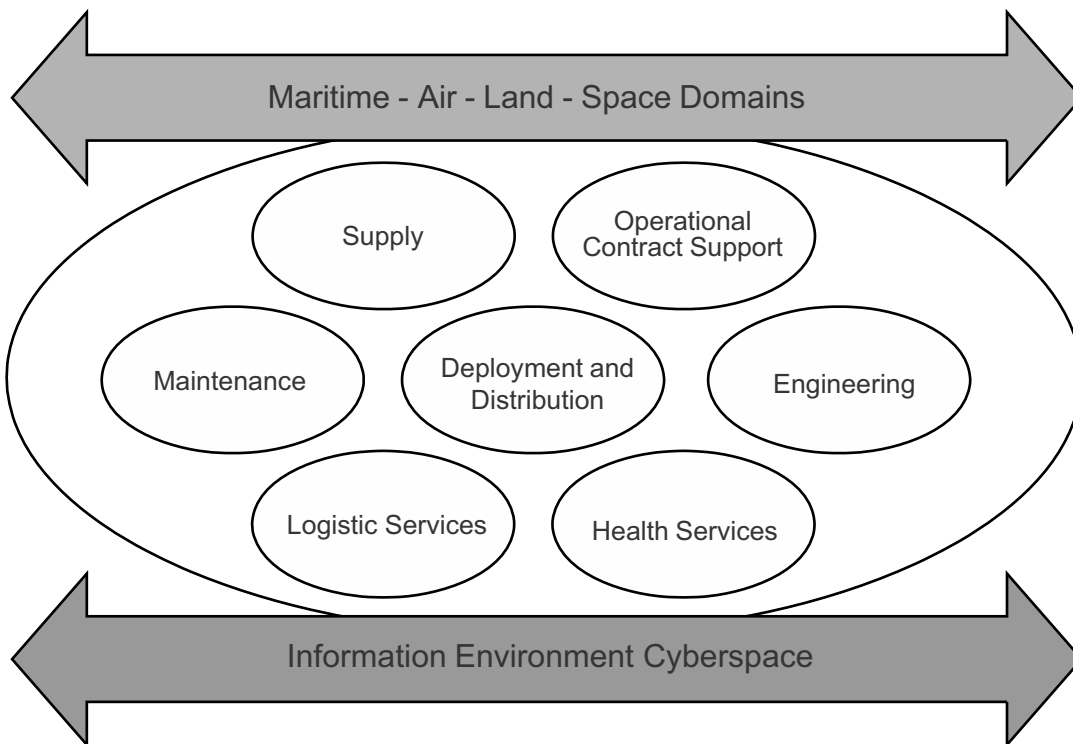 Maritime - Air - Land - Space Domains
Supply
Operational
Contract Support
Maintenance
Deployment and
Distribution
Engineering
Logistic Services
Health Services
Information Environment Cyberspace